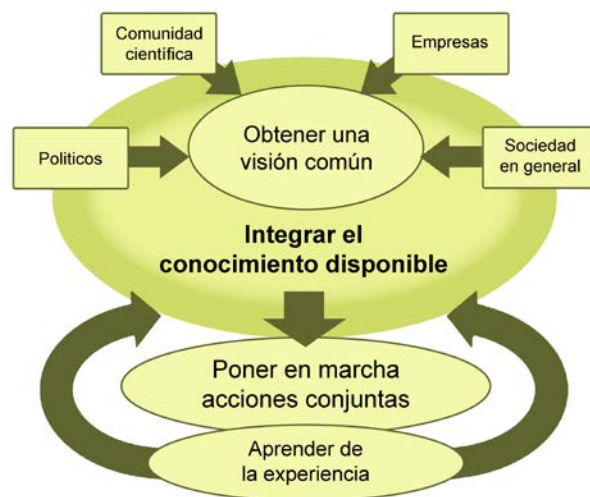 Comunidad
científica
Empresas
Politicos
Obtener una
visión común
Sociedad
en general
Integrar el
conocimiento disponible
Poner en marcha
acciones conjuntas
Aprender de
la experiencia